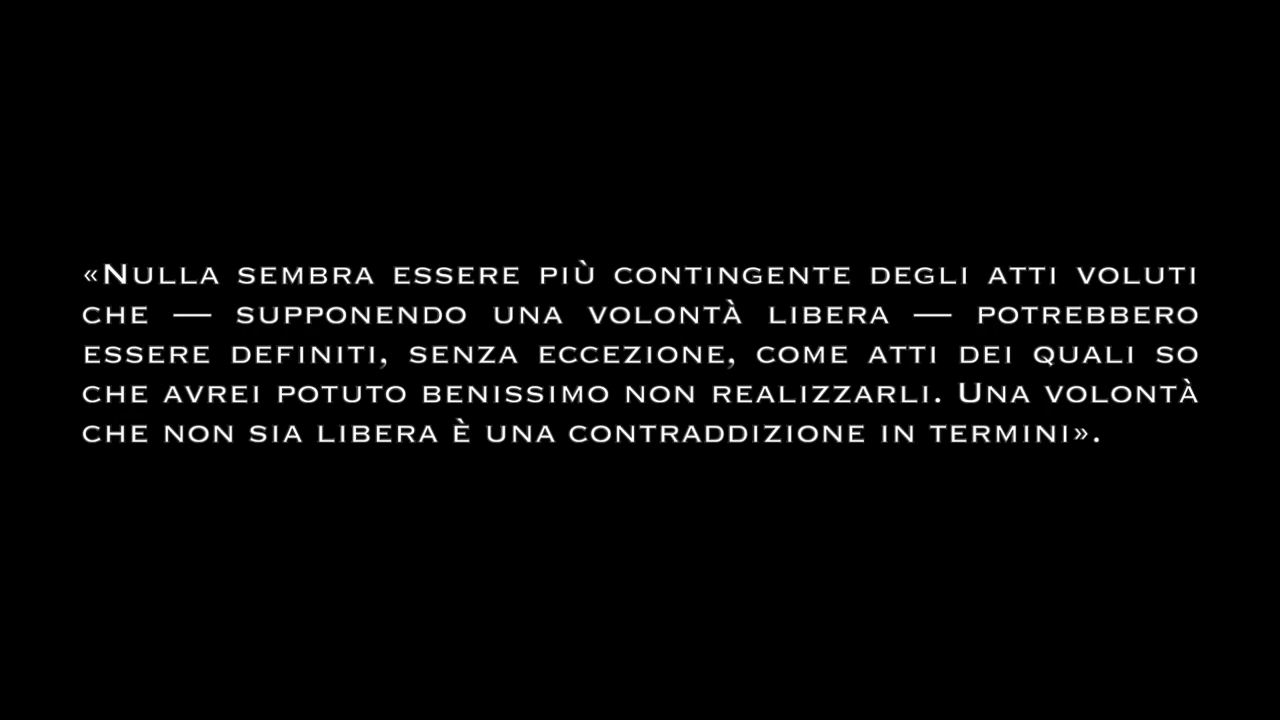 «Nulla sembra essere più contingente degli atti voluti
che — supponendo una volontà libera — potrebbero
essere definiti, senza eccezione, come atti dei quali so
che avrei potuto benissimo non realizzarli. Una volontà
che non sia libera è una contraddizione in termini».